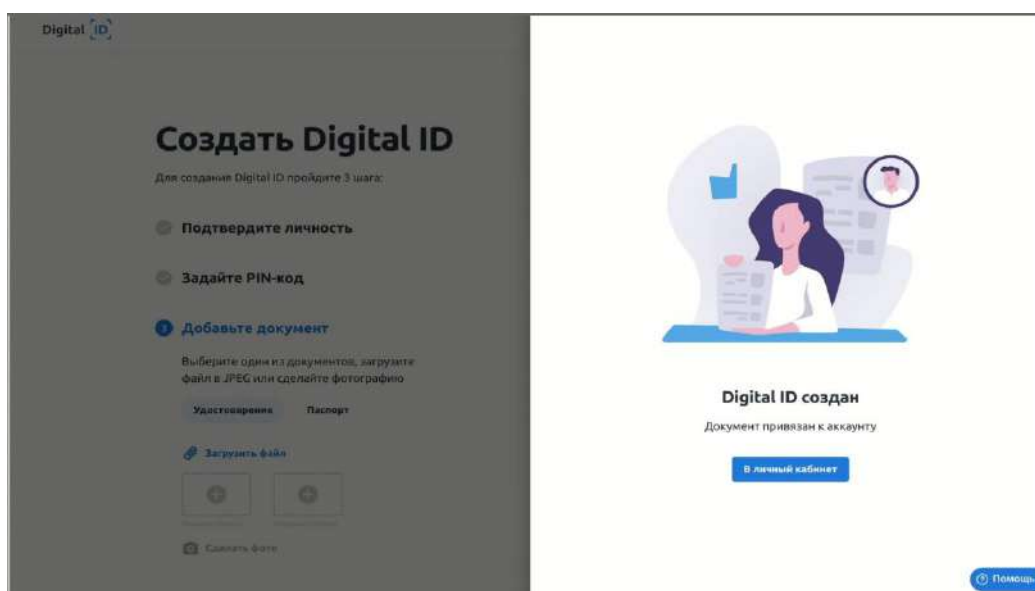 Digital ID
Создать Digital ID
Для создания Digital ID пройдите 3 шага:
Подтвердите личность
Задайте PIN-код
3 Добавьте документ
Выберите один из документов, загрузите
файл в JPEG или сделайте фотографию
Удостоверение Паспорт
Загрузить файл
Сделать фото
Digital ID создан
Документ привязан к аккаунту
В личный кабинет
Помощь